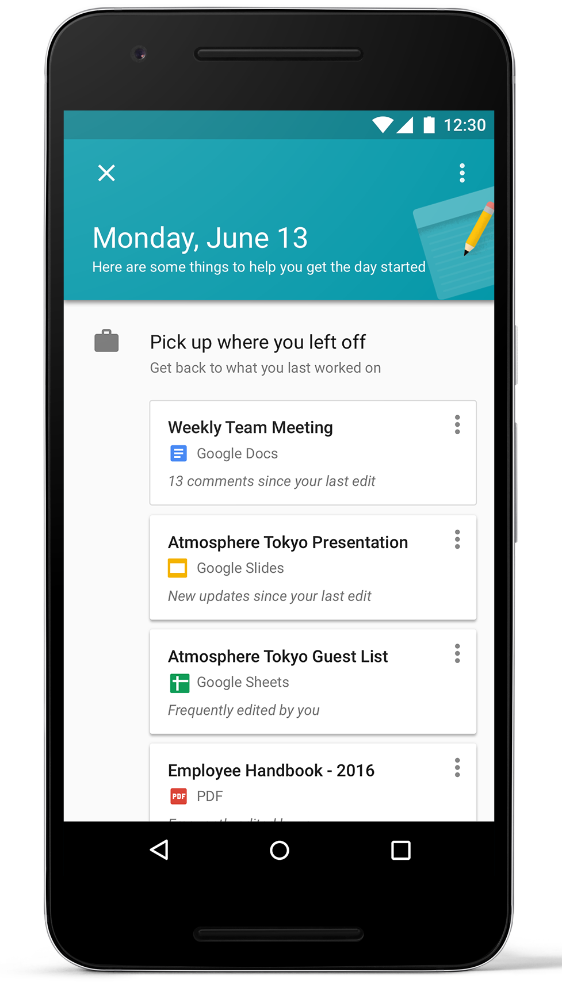 12:30
Monday, June 13
Here are some things to help you get the day started
Pick up where you left off
Get back to what you last worked on
Weekly Team Meeting
Google Docs
13 comments since your last edit
Atmosphere Tokyo Presentation
Google Slides
New updates since your last edit
Atmosphere Tokyo Guest List
Google Sheets
Frequently edited by you
Employee Handbook - 2016
PDF PDF